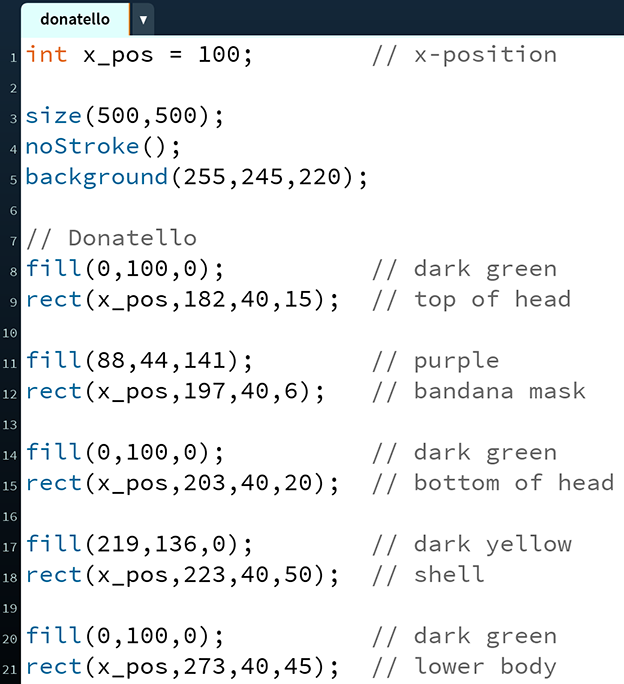 donatello ▼
1 int x_pos = 100; // x-position
2
3 size(500,500);
4 noStroke();
5 background(255,245,220);
6
7 // Donatello
8 fill(0,100,0); // dark green
9 rect(x_pos,182,40,15); // top of head
10
11 fill(88,44,141); // purple
12 rect(x_pos,197,40,6); // bandana mask
13
14 fill(0,100,0); // dark green
15 rect(x_pos,203,40,20); // bottom of head
16
17 fill(219,136,0); // dark yellow
18 rect(x_pos,223,40,50); // shell
19
20 fill(0,100,0); // dark green
21 rect(x_pos,273,40,45); // lower body